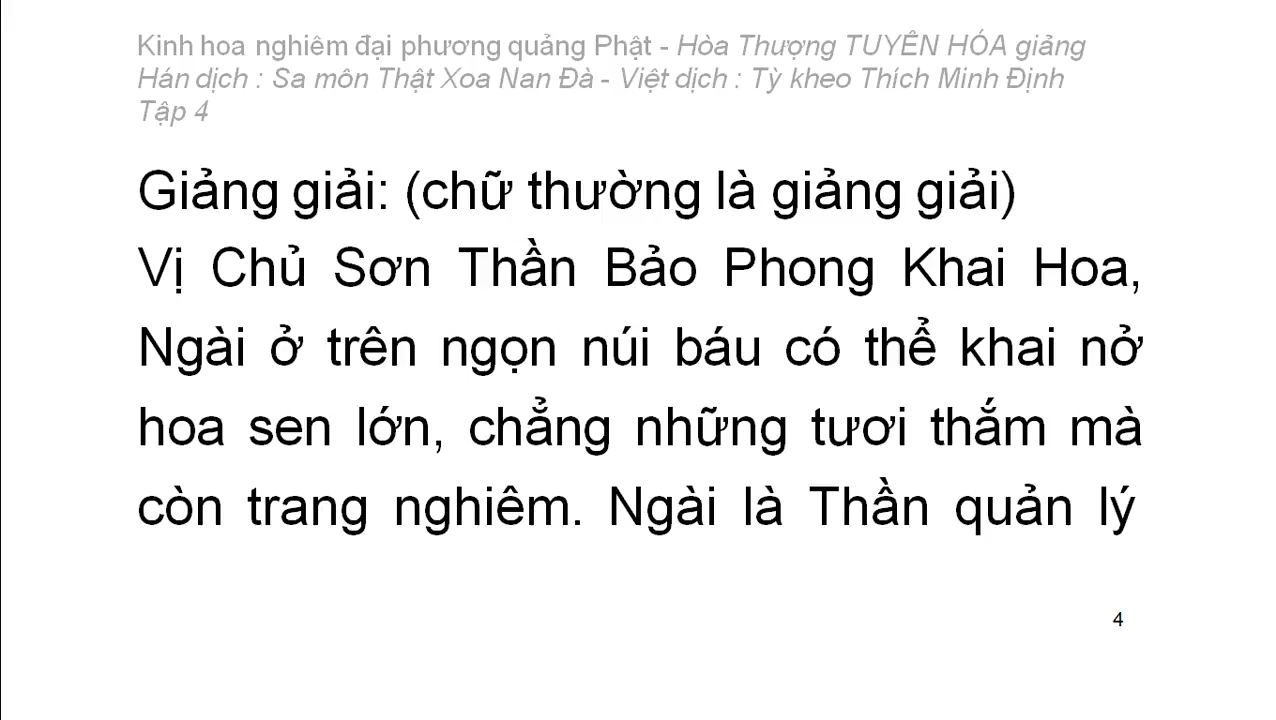 Kinh hoa nghiêm đại phương quảng Phật - Hòa Thượng TUYÊN HÓA giảng
Hán dịch : Sa môn Thật Xoa Nan Đà - Việt dịch : Tỳ kheo Thích Minh Định
Tập 4
Giảng giải: (chữ thường là giảng giải)
Vị Chủ Sơn Thần Bảo Phong Khai Hoa,
Ngài ở trên ngọn núi báu có thể khai nở
hoa sen lớn, chẳng những tươi thắm mà
còn trang nghiêm. Ngài là Thần quản lý
4